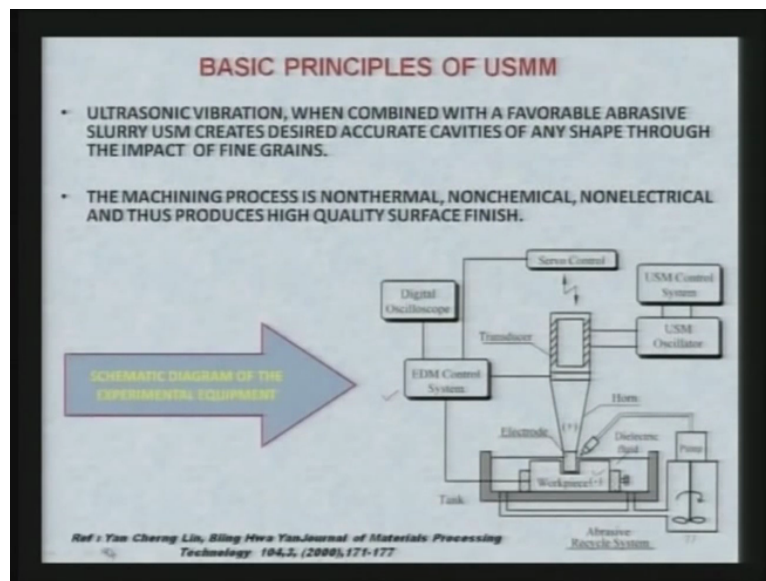 BASIC PRINCIPLES OF USMM
• ULTRASONIC VIBRATION, WHEN COMBINED WITH A FAVORABLE ABRASIVE
SLURRY USM CREATES DESIRED ACCURATE CAVITIES OF ANY SHAPE THROUGH
THE IMPACT OF FINE GRAINS.
• THE MACHINING PROCESS IS NONTHERMAL, NONCHEMICAL, NONELECTRICAL
AND THUS PRODUCES HIGH QUALITY SURFACE FINISH.
Servo Control
USM Control
System
Digital
Oscilloscope
Transducer
USM
Oscillator
SCHEMATIC DIAGRAM OF THE
EXPERIMENTAL EQUIPMENT
EDM Control
System
Horn
(+)
Electrode
Dielectric
fluid
Pump
Workpiece
Tank
Abrasive
Recycle System
Ref : Yan Cherng Lin, Biing Hwa YanJournal of Materials Processing
Technology 104,3, (2000),171-177